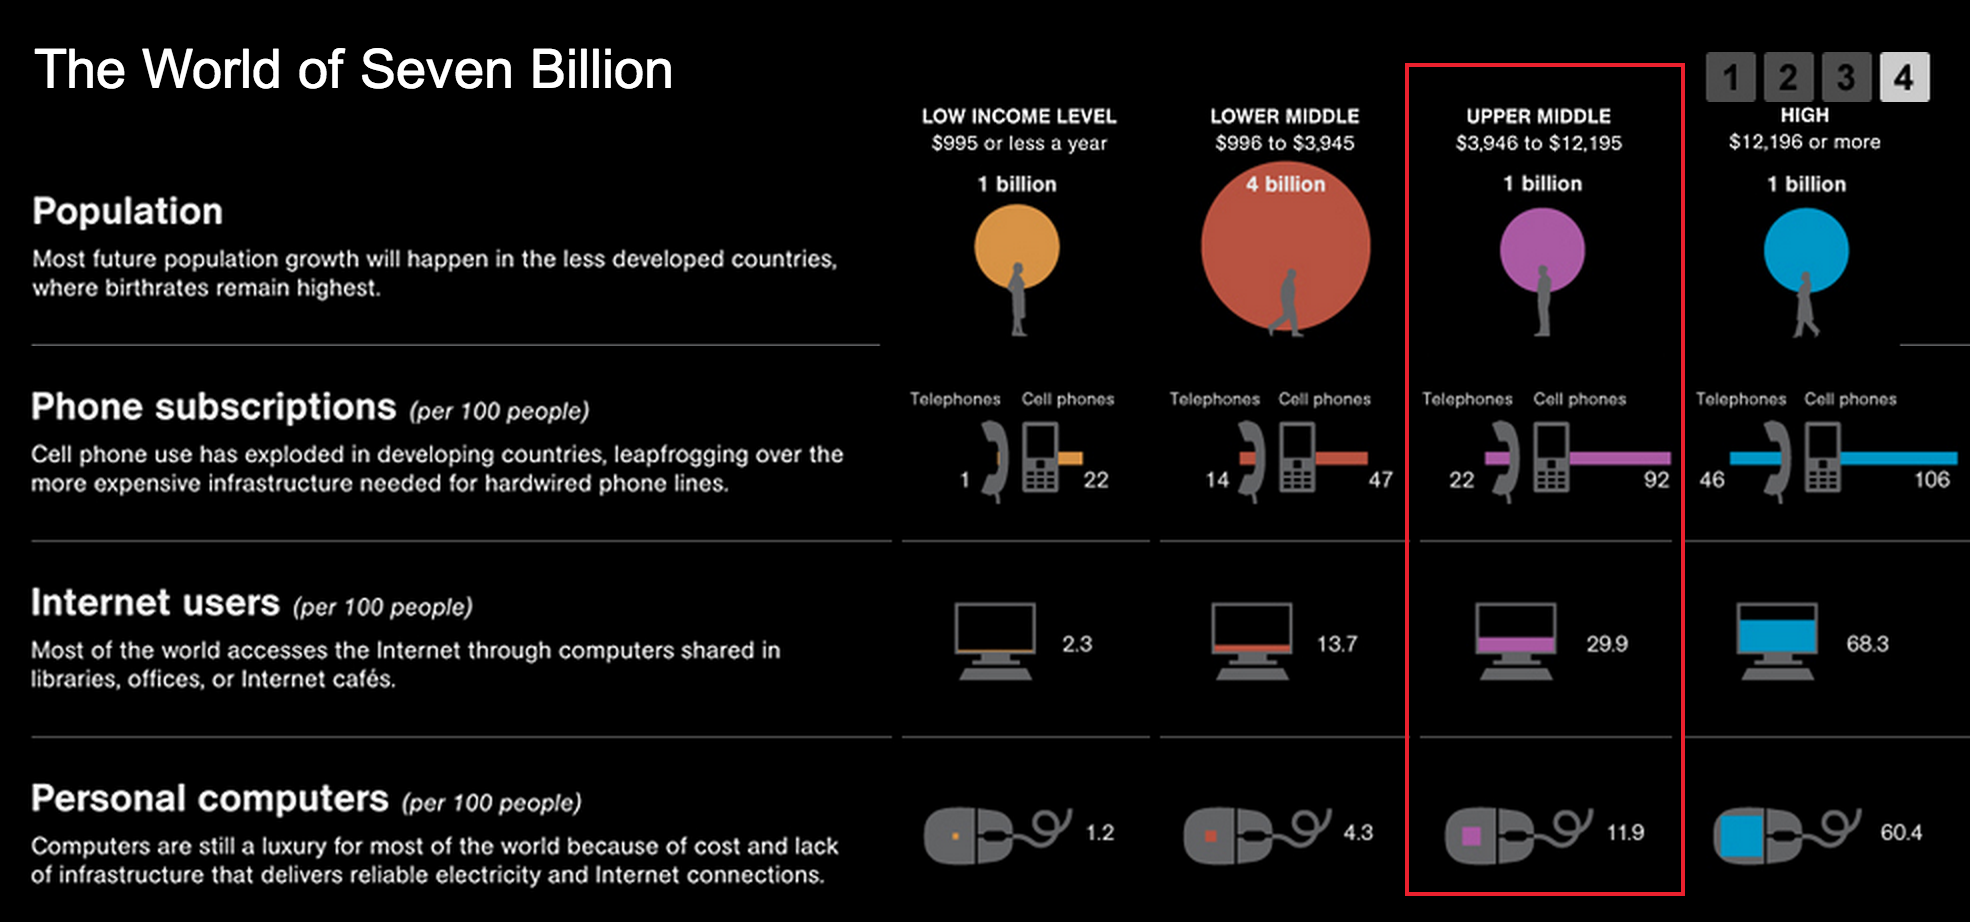 The World of Seven Billion
1 2 3 4
LOW INCOME LEVEL
$995 or less a year
LOWER MIDDLE
$996 to $3,945
UPPER MIDDLE
$3,946 to $12,195
HIGH
$12,196 or more
Population
Most future population growth will happen in the less developed countries,
where birthrates remain highest.
1 billion
4 billion
1 billion
1 billion
Phone subscriptions (per 100 people)
Cell phone use has exploded in developing countries, leapfrogging over the
more expensive infrastructure needed for hardwired phone lines.
Telephones Cell phones
1 22
Telephones Cell phones
14 47
Telephones Cell phones
22 92
Telephones Cell phones
46 106
Internet users (per 100 people)
Most of the world accesses the Internet through computers shared in
libraries, offices, or Internet cafés.
2.3
13.7
29.9
68.3
Personal computers (per 100 people)
Computers are still a luxury for most of the world because of cost and lack
of infrastructure that delivers reliable electricity and Internet connections.
1.2
4.3
11.9
60.4